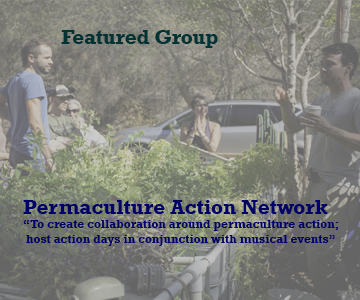 Featured Group
Permaculture Action Network
“To create collaboration around permaculture action;
host action days in conjunction with musical events”